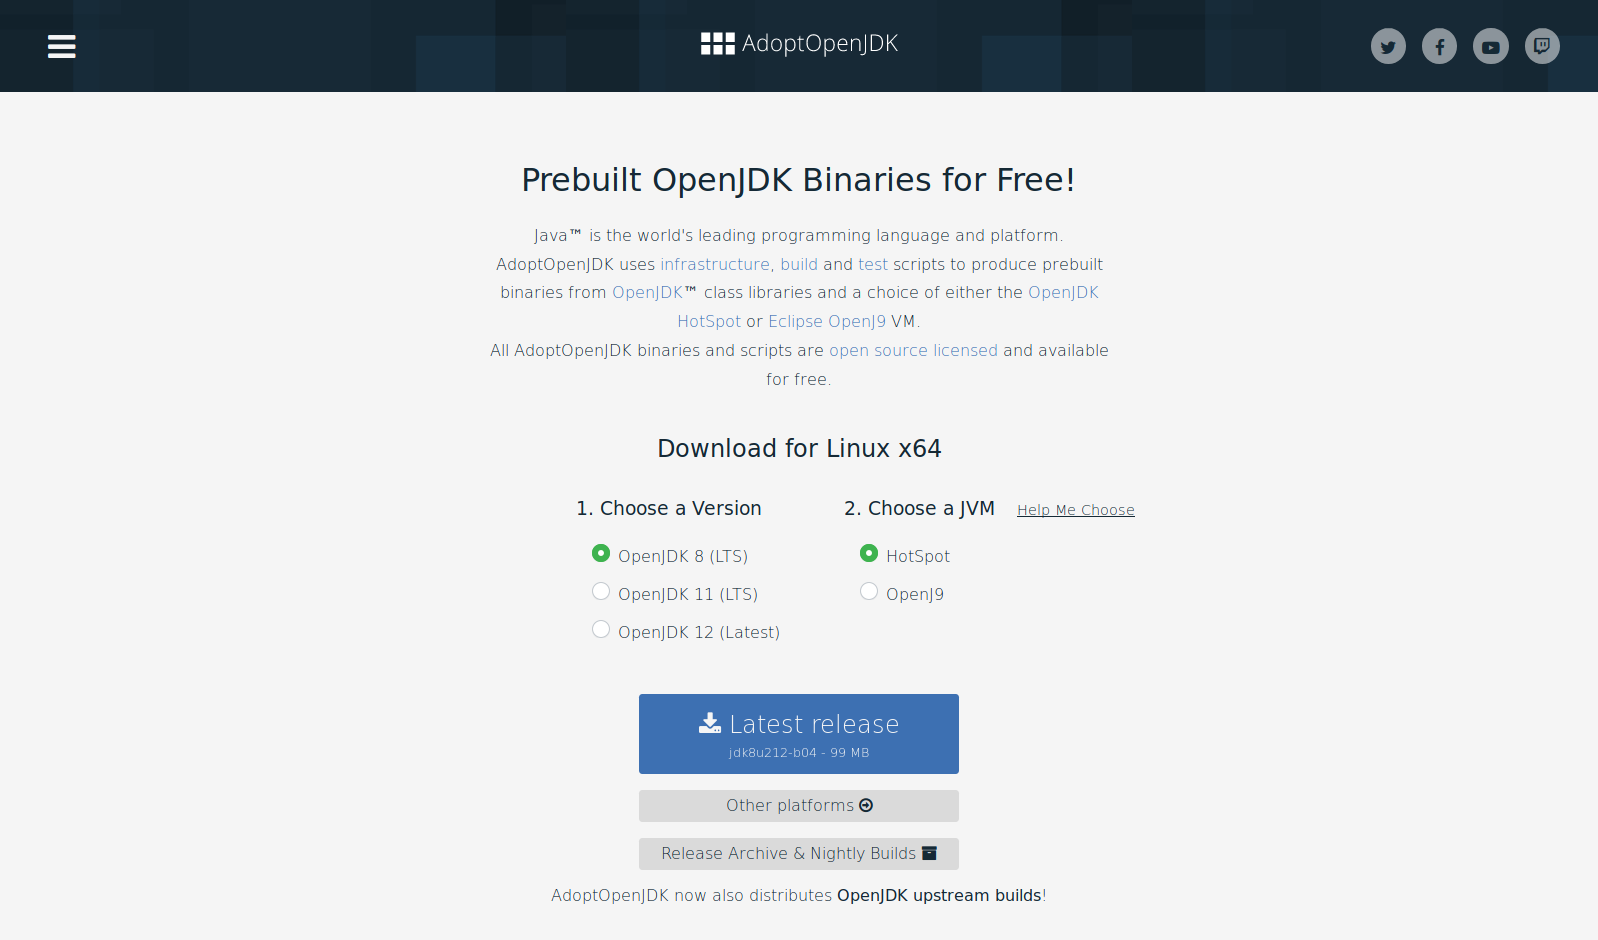 AdoptOpenJDK
Prebuilt OpenJDK Binaries for Free!
Java™ is the world's leading programming language and platform.
AdoptOpenJDK uses infrastructure, build and test scripts to produce prebuilt
binaries from OpenJDK™ class libraries and a choice of either the OpenJDK
HotSpot or Eclipse OpenJ9 VM.
All AdoptOpenJDK binaries and scripts are open source licensed and available
for free.
Download for Linux x64
1. Choose a Version
OpenJDK 8 (LTS)
OpenJDK 11 (LTS)
OpenJDK 12 (Latest)
2. Choose a JVM Help Me Choose
HotSpot
OpenJ9
Latest release
jdk8u212-b04 - 99 MB
Other platforms
Release Archive & Nightly Builds
AdoptOpenJDK now also distributes OpenJDK upstream builds!